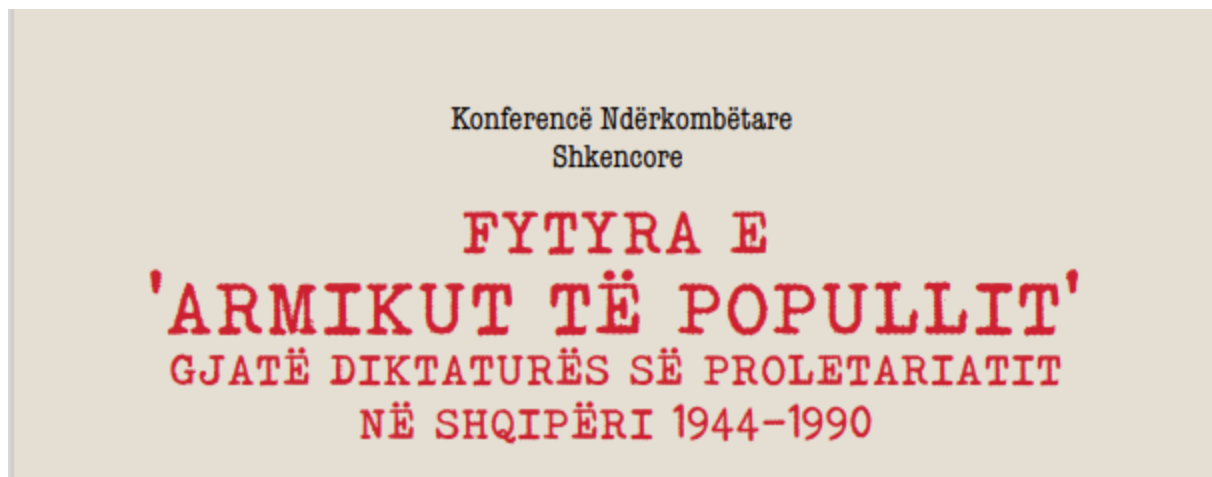 Konferencë Ndërkombëtare
Shkencore
FYTYRA E
'ARMIKUT TË POPULLIT'
GJATË DIKTATURËS SË PROLETARIATIT
NË SHQIPËRI 1944–1990